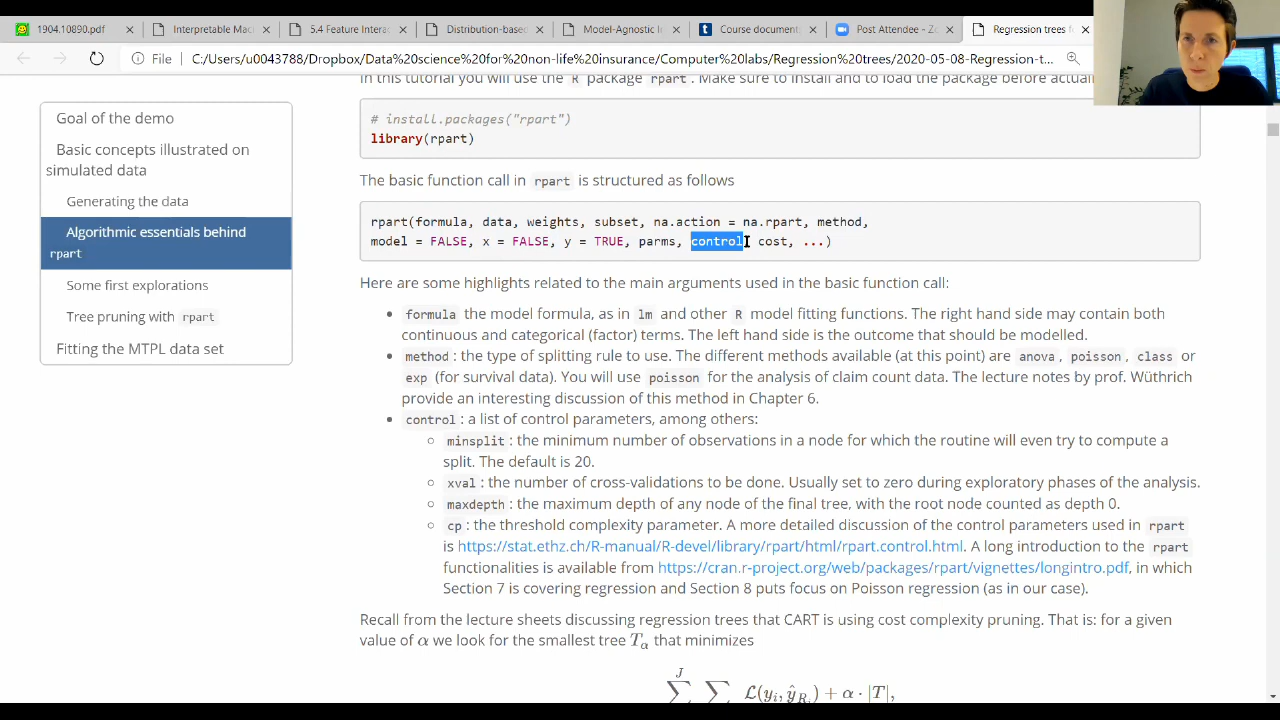 1904.10890.pdf
Interpretable Mac
5.4 Feature Interac
Distribution-based
Model-Agnostic In
Course document
Post Attendee - Zo
Regression trees fo
File C:/Users/u0043788/Dropbox/Data%20science%20for%20non-life%20insurance/Computer%20labs/Regression%20trees/2020-05-08-Regression-t...
In this tutorial you will use the R package rpart. Make sure to install and to load the package before actual
Goal of the demo
Basic concepts illustrated on
simulated data
Generating the data
Algorithmic essentials behind
rpart
Some first explorations
Tree pruning with rpart
Fitting the MTPL data set
# install.packages("rpart")
library(rpart)
The basic function call in rpart is structured as follows
rpart(formula, data, weights, subset, na.action = na.rpart, method,
model = FALSE, x = FALSE, y = TRUE, parms, control cost, ...)
Here are some highlights related to the main arguments used in the basic function call:
• formula the model formula, as in lm and other R model fitting functions. The right hand side may contain both
continuous and categorical (factor) terms. The left hand side is the outcome that should be modelled.
• method : the type of splitting rule to use. The different methods available (at this point) are anova, poisson, class or
exp (for survival data). You will use poisson for the analysis of claim count data. The lecture notes by prof. Wüthrich
provide an interesting discussion of this method in Chapter 6.
• control : a list of control parameters, among others:
○ minsplit : the minimum number of observations in a node for which the routine will even try to compute a
split. The default is 20.
○ xval : the number of cross-validations to be done. Usually set to zero during exploratory phases of the analysis.
○ maxdepth : the maximum depth of any node of the final tree, with the root node counted as depth 0.
○ cp : the threshold complexity parameter. A more detailed discussion of the control parameters used in rpart
is https://stat.ethz.ch/R-manual/R-devel/library/rpart/html/rpart.control.html. A long introduction to the rpart
functionalities is available from https://cran.r-project.org/web/packages/rpart/vignettes/longintro.pdf, in which
Section 7 is covering regression and Section 8 puts focus on Poisson regression (as in our case).
Recall from the lecture sheets discussing regression trees that CART is using cost complexity pruning. That is: for a given
value of α we look for the smallest tree Tα that minimizes
J
∑ ∑ ℒ(yi, ŷR) + α · |T|,